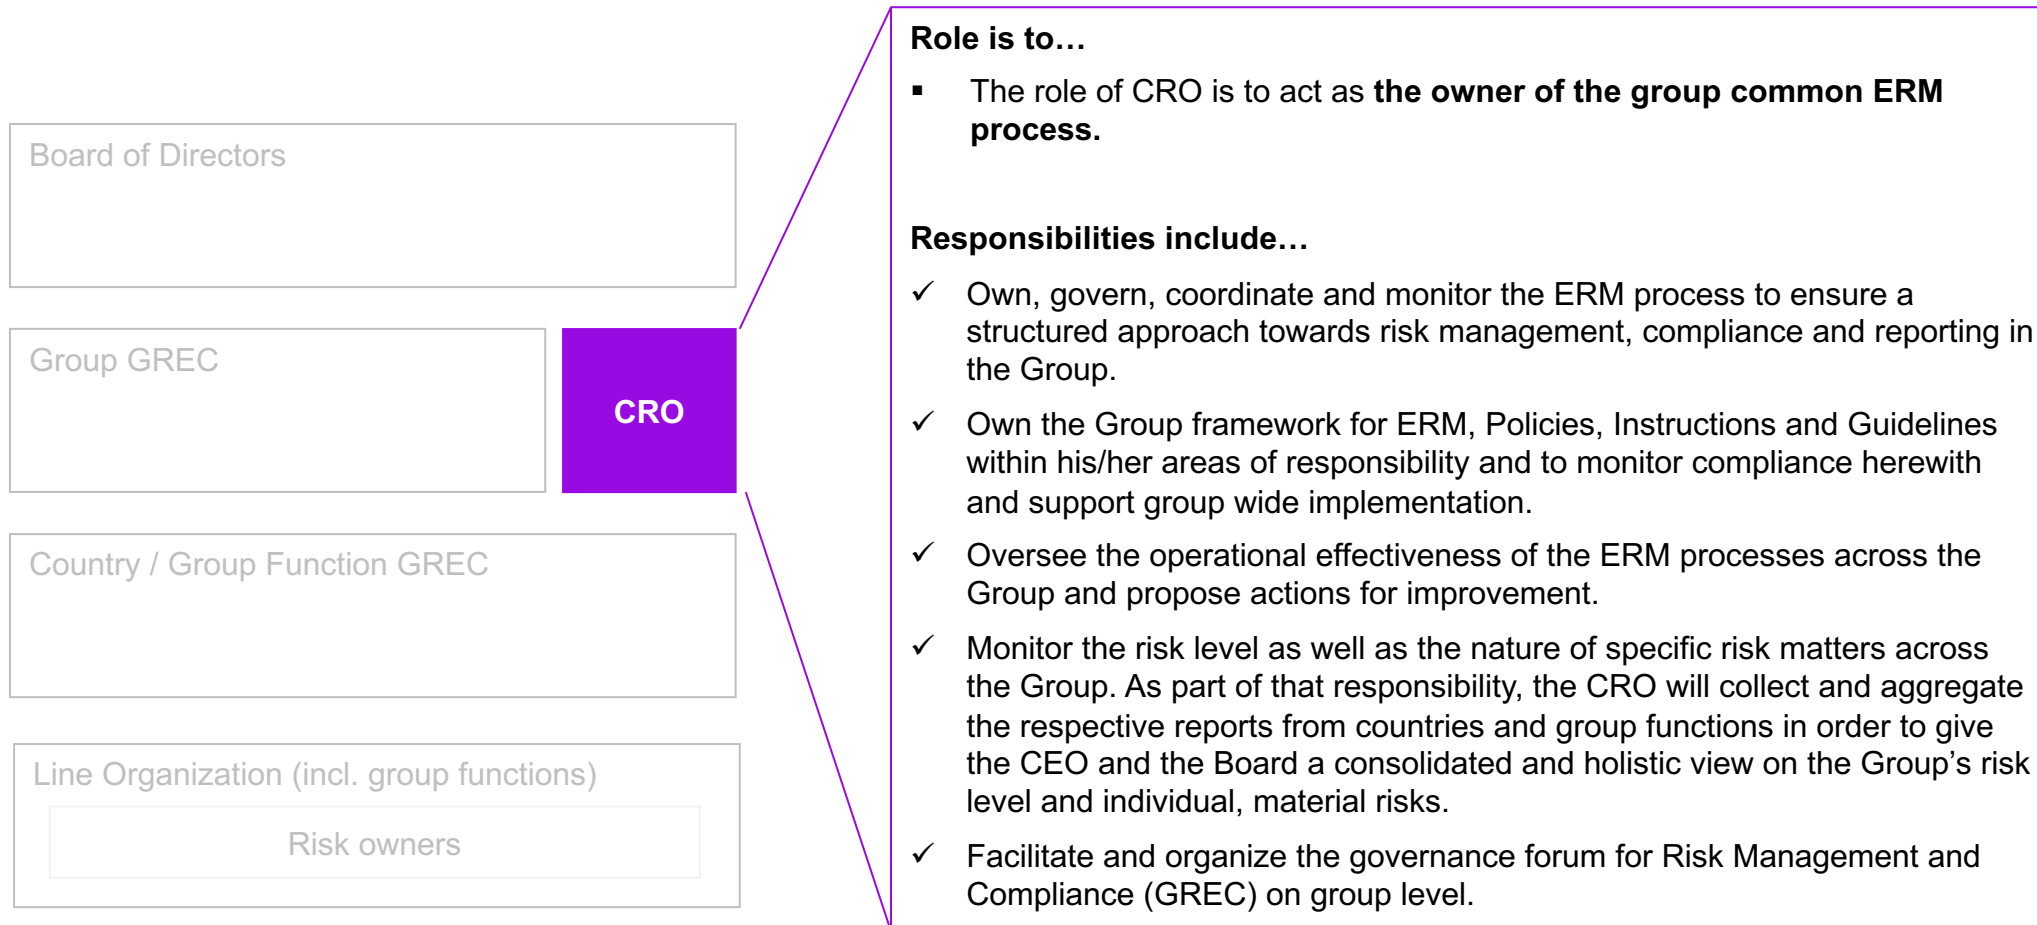 Board of Directors
Group GREC
CRO
Country / Group Function GREC
Line Organization (incl. group functions)
Risk owners
Role is to…
▪ The role of CRO is to act as the owner of the group common ERM
process.
Responsibilities include…
✓ Own, govern, coordinate and monitor the ERM process to ensure a
structured approach towards risk management, compliance and reporting in
the Group.
✓ Own the Group framework for ERM, Policies, Instructions and Guidelines
within his/her areas of responsibility and to monitor compliance herewith
and support group wide implementation.
✓ Oversee the operational effectiveness of the ERM processes across the
Group and propose actions for improvement.
✓ Monitor the risk level as well as the nature of specific risk matters across
the Group. As part of that responsibility, the CRO will collect and aggregate
the respective reports from countries and group functions in order to give
the CEO and the Board a consolidated and holistic view on the Group’s risk
level and individual, material risks.
✓ Facilitate and organize the governance forum for Risk Management and
Compliance (GREC) on group level.